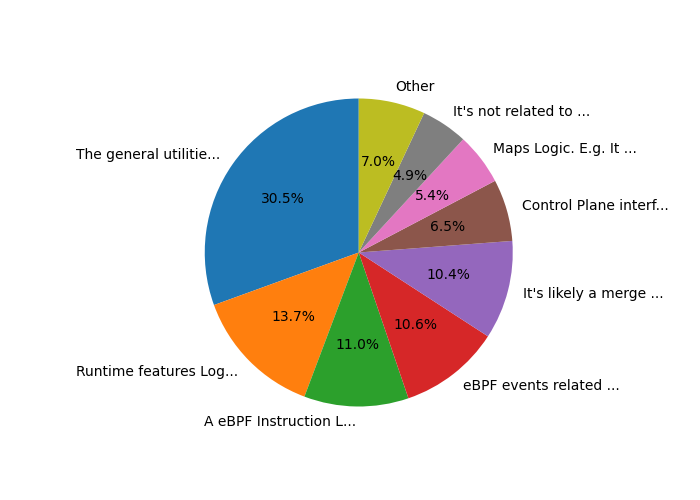 Other
7.0%
It's not related to ...
4.9%
Maps Logic. E.g. It ...
5.4%
Control Plane interf...
6.5%
It's likely a merge ...
10.4%
eBPF events related ...
10.6%
A eBPF Instruction L...
11.0%
Runtime features Log...
13.7%
The general utilitie...
30.5%